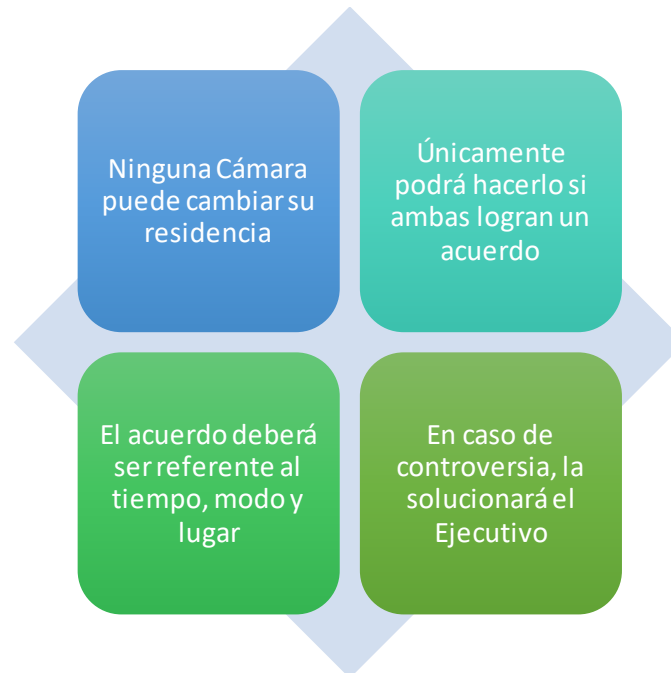 Ninguna Cámara
puede cambiar su
residencia
Únicamente
podrá hacerlo si
ambas logran un
acuerdo
El acuerdo deberá
ser referente al
tiempo, modo y
lugar
En caso de
controversia, la
solucionará el
Ejecutivo